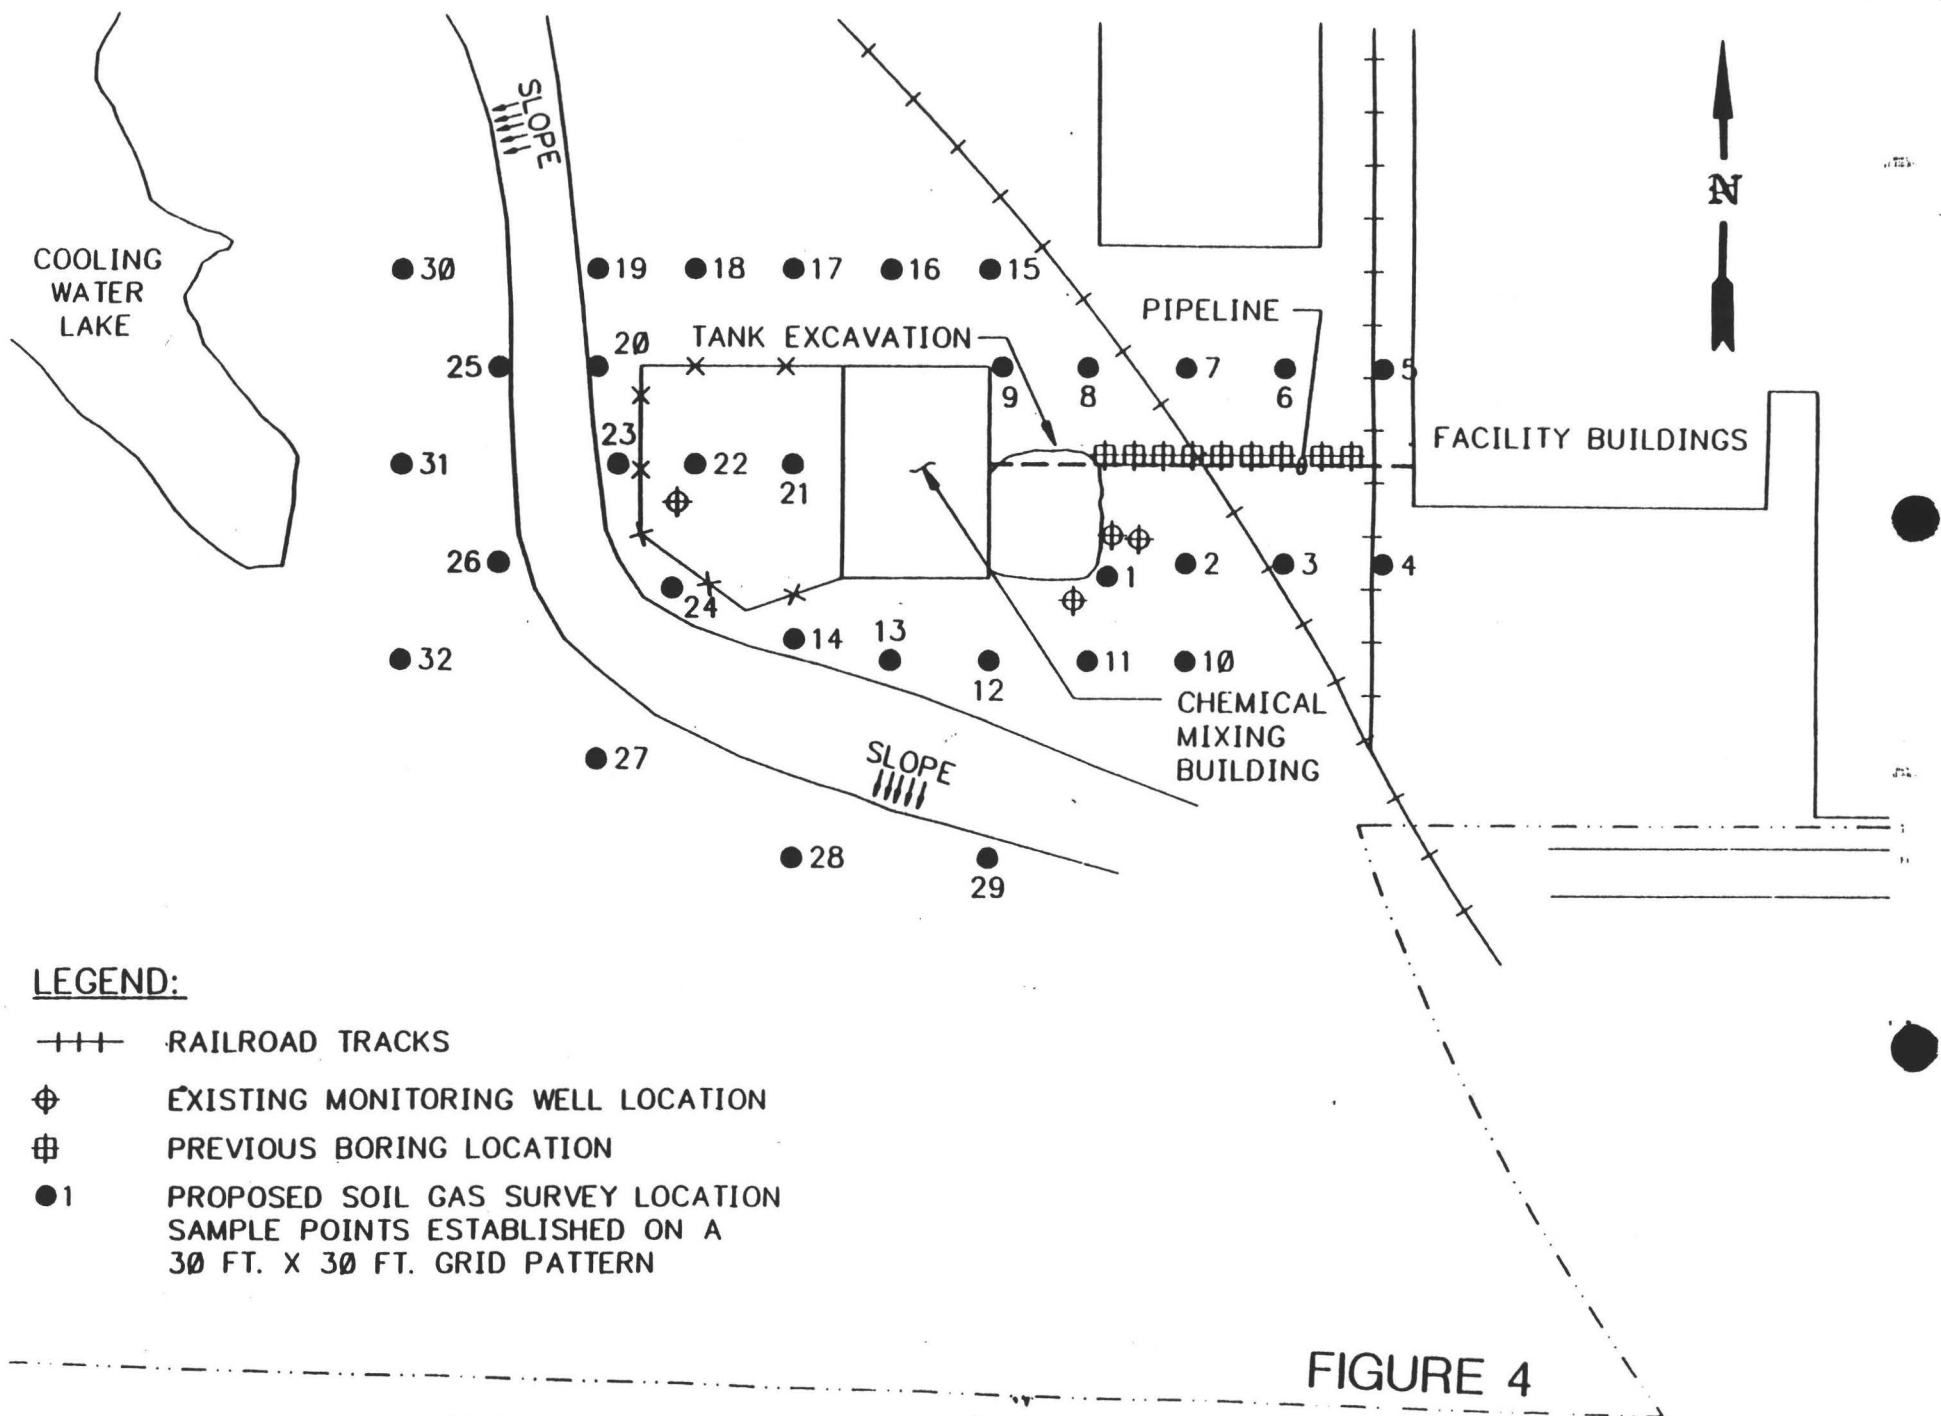 SLOPE
N
COOLING
WATER
LAKE
30
19
18
17
16
15
PIPELINE
20
TANK EXCAVATION
25
9
8
7
6
5
23
FACILITY BUILDINGS
31
22
21
26
24
1
2
3
4
32
14
13
12
11
10
CHEMICAL
MIXING
BUILDING
27
SLOPE
28
29
LEGEND:
RAILROAD TRACKS
EXISTING MONITORING WELL LOCATION
PREVIOUS BORING LOCATION
1 PROPOSED SOIL GAS SURVEY LOCATION
SAMPLE POINTS ESTABLISHED ON A
30 FT. X 30 FT. GRID PATTERN
FIGURE 4